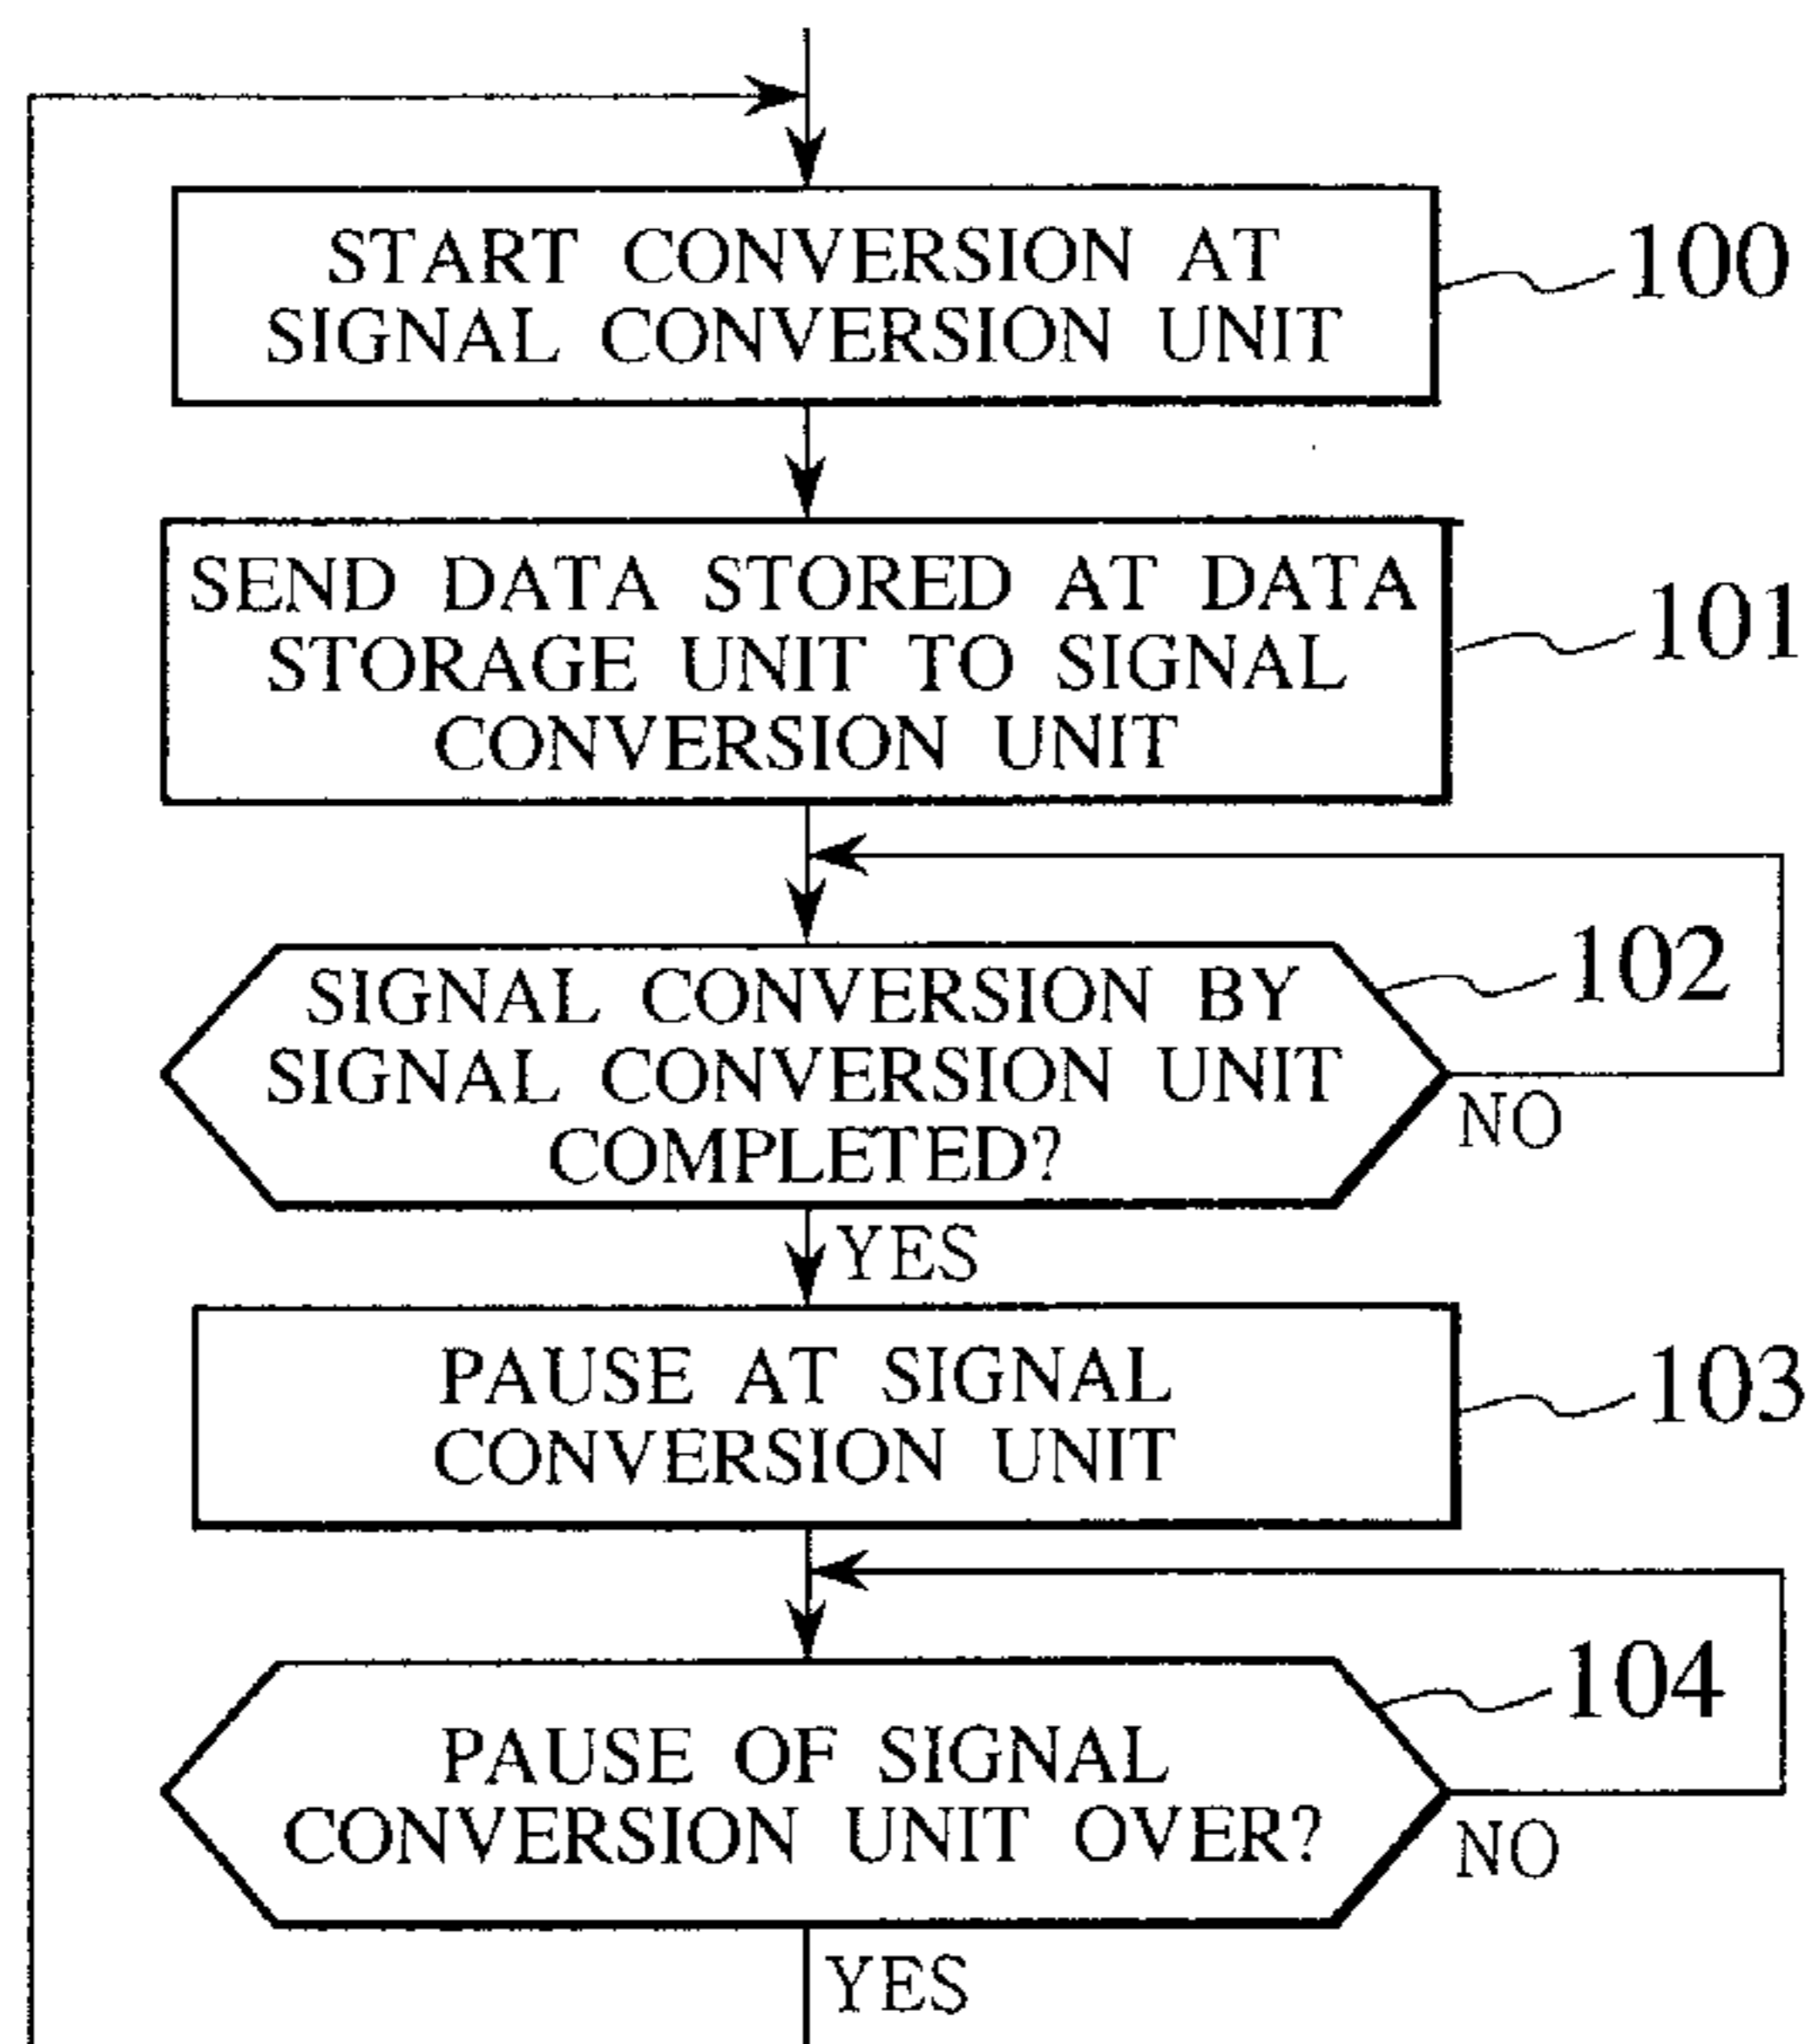 START CONVERSION AT
SIGNAL CONVERSION UNIT
100
SEND DATA STORED AT DATA
STORAGE UNIT TO SIGNAL
CONVERSION UNIT
101
SIGNAL CONVERSION BY
SIGNAL CONVERSION UNIT
COMPLETED?
102
NO
YES
PAUSE AT SIGNAL
CONVERSION UNIT
103
PAUSE OF SIGNAL
CONVERSION UNIT OVER?
104
NO
YES